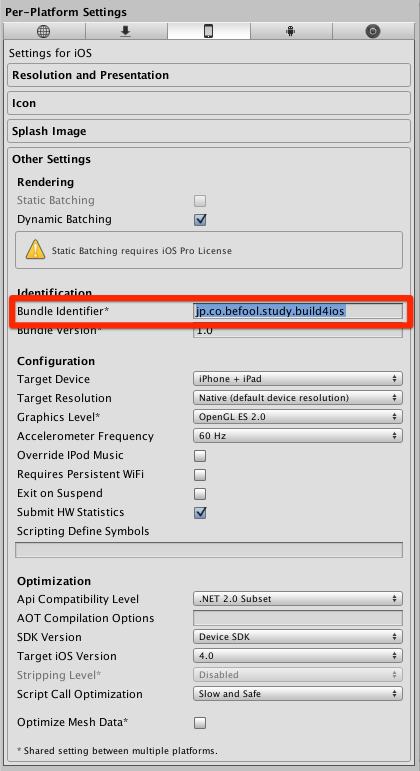 Per-Platform Settings
Settings for iOS
Resolution and Presentation
Icon
Splash Image
Other Settings
Rendering
Static Batching
Dynamic Batching
Static Batching requires iOS Pro License
Identification
Bundle Identifier* jp.co.befool.study.build4ios
Bundle Version* 1.0
Configuration
Target Device iPhone + iPad
Target Resolution Native (default device resolution)
Graphics Level* OpenGL ES 2.0
Accelerometer Frequency 60 Hz
Override IPod Music
Requires Persistent WiFi
Exit on Suspend
Submit HW Statistics
Scripting Define Symbols
Optimization
Api Compatibility Level .NET 2.0 Subset
AOT Compilation Options
SDK Version Device SDK
Target iOS Version 4.0
Stripping Level* Disabled
Script Call Optimization Slow and Safe
Optimize Mesh Data*
* Shared setting between multiple platforms.